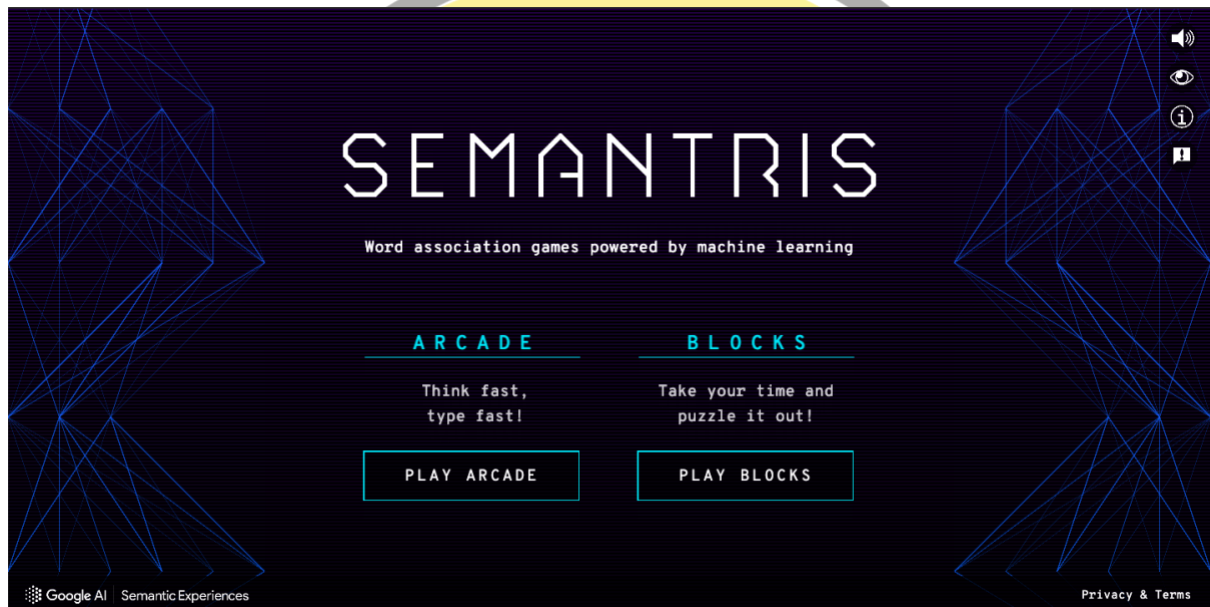 SEMANTRIS
Word association games powered by machine learning
ARCADE
Think fast,
type fast!
PLAY ARCADE
BLOCKS
Take your time and
puzzle it out!
PLAY BLOCKS
Google AI | Semantic Experiences
Privacy & Terms